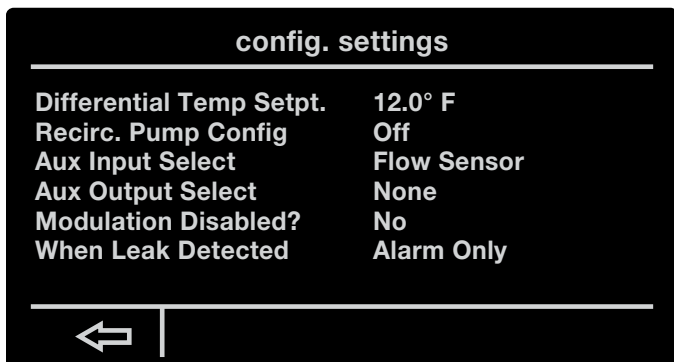 config. settings
Differential Temp Setpt. 12.0° F
Recirc. Pump Config Off
Aux Input Select Flow Sensor
Aux Output Select None
Modulation Disabled? No
When Leak Detected Alarm Only